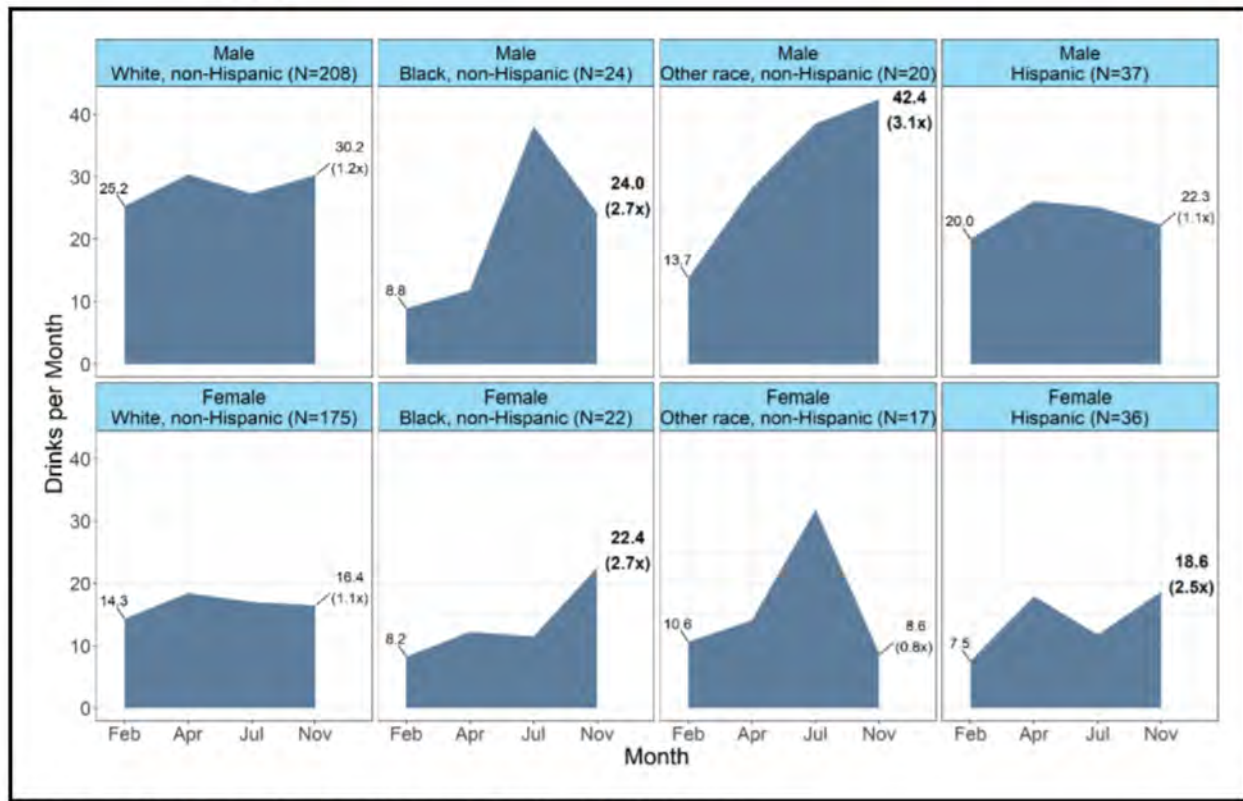 Male
White, non-Hispanic (N=208)
Male
Black, non-Hispanic (N=24)
Male
Other race, non-Hispanic (N=20)
Male
Hispanic (N=37)
40
30
20
10
0
25.2
30.2
(1.2x)
8.8
24.0
(2.7x)
13.7
42.4
(3.1x)
20.0
22.3
(1.1x)
Drinks per Month
Female
White, non-Hispanic (N=175)
Female
Black, non-Hispanic (N=22)
Female
Other race, non-Hispanic (N=17)
Female
Hispanic (N=36)
40
30
20
10
0
14.3
16.4
(1.1x)
8.2
22.4
(2.7x)
10.6
8.6
(0.8x)
7.5
18.6
(2.5x)
Feb Apr Jul Nov
Feb Apr Jul Nov
Feb Apr Jul Nov
Feb Apr Jul Nov
Month